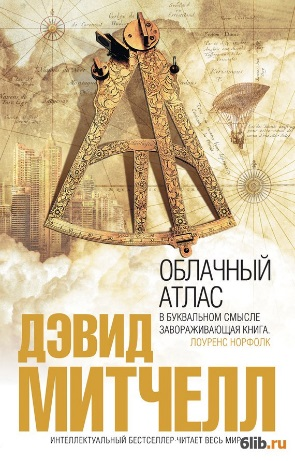 ОБЛАЧНЫЙ
АТЛАС
В БУКВАЛЬНОМ СМЫСЛЕ
ЗАВОРАЖИВАЮЩАЯ КНИГА.
ЛОУРЕНС НОРФОЛК
ДЭВИД
МИТЧЕЛЛ
ИНТЕЛЛЕКТУАЛЬНЫЙ БЕСТСЕЛЛЕР·ЧИТАЕТ ВЕСЬ МИР
6lib.ru